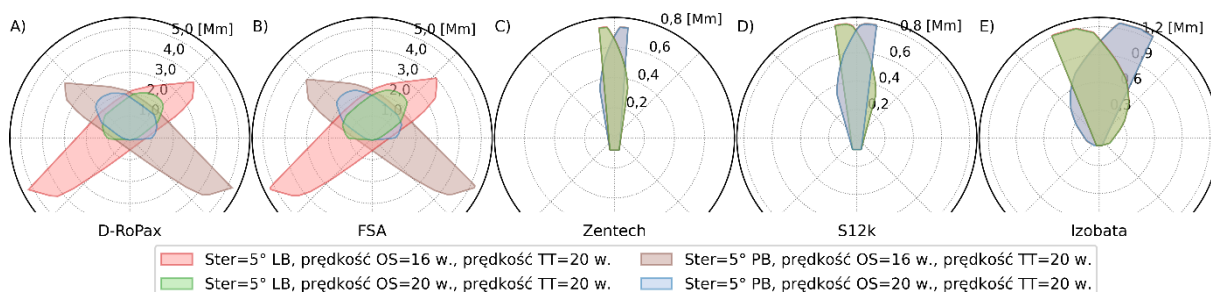 A)
5,0 [Mm]
4,0
3,0
2,0
1,0
D-RoPax
B)
5,0 [Mm]
4,0
3,0
2,0
1,0
FSA
C)
0,8 [Mm]
0,6
0,4
0,2
Zentech
D)
0,8 [Mm]
0,6
0,4
0,2
S12k
E)
1,2 [Mm]
0,9
0,6
0,3
Izobata
Ster=5° LB, prędkość OS=16 w., prędkość TT=20 w.
Ster=5° PB, prędkość OS=16 w., prędkość TT=20 w.
Ster=5° LB, prędkość OS=20 w., prędkość TT=20 w.
Ster=5° PB, prędkość OS=20 w., prędkość TT=20 w.